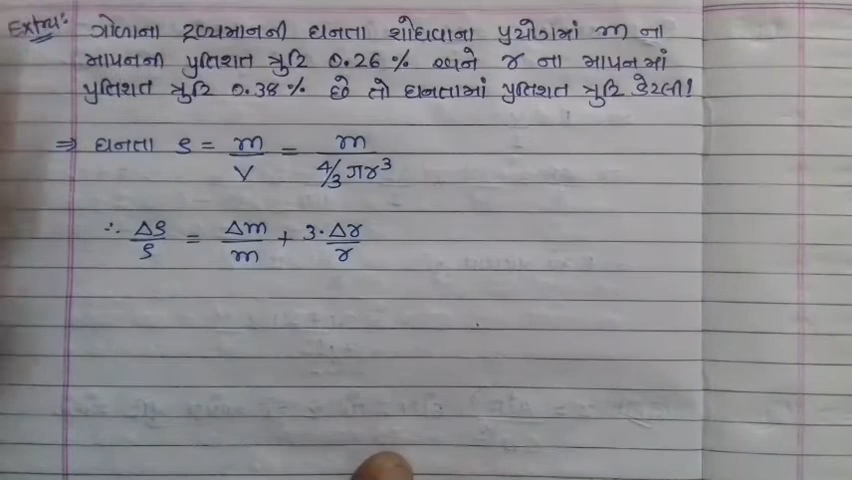 Extra: ગોળાના દ્રવ્યમાનની ઘનતા શોધવાના પ્રયોગમાં m ના
માપનની પ્રતિશત ત્રુટિ 0.26 % અને r ના માપનમાં
પ્રતિશત ત્રુટિ 0.38 % છે તો ઘનતામાં પ્રતિશત ત્રુટિ કેટલી?
⇒ ઘનતા ρ = m/V = m/(4/3 πr³)
∴ Δρ/ρ = Δm/m + 3·Δr/r